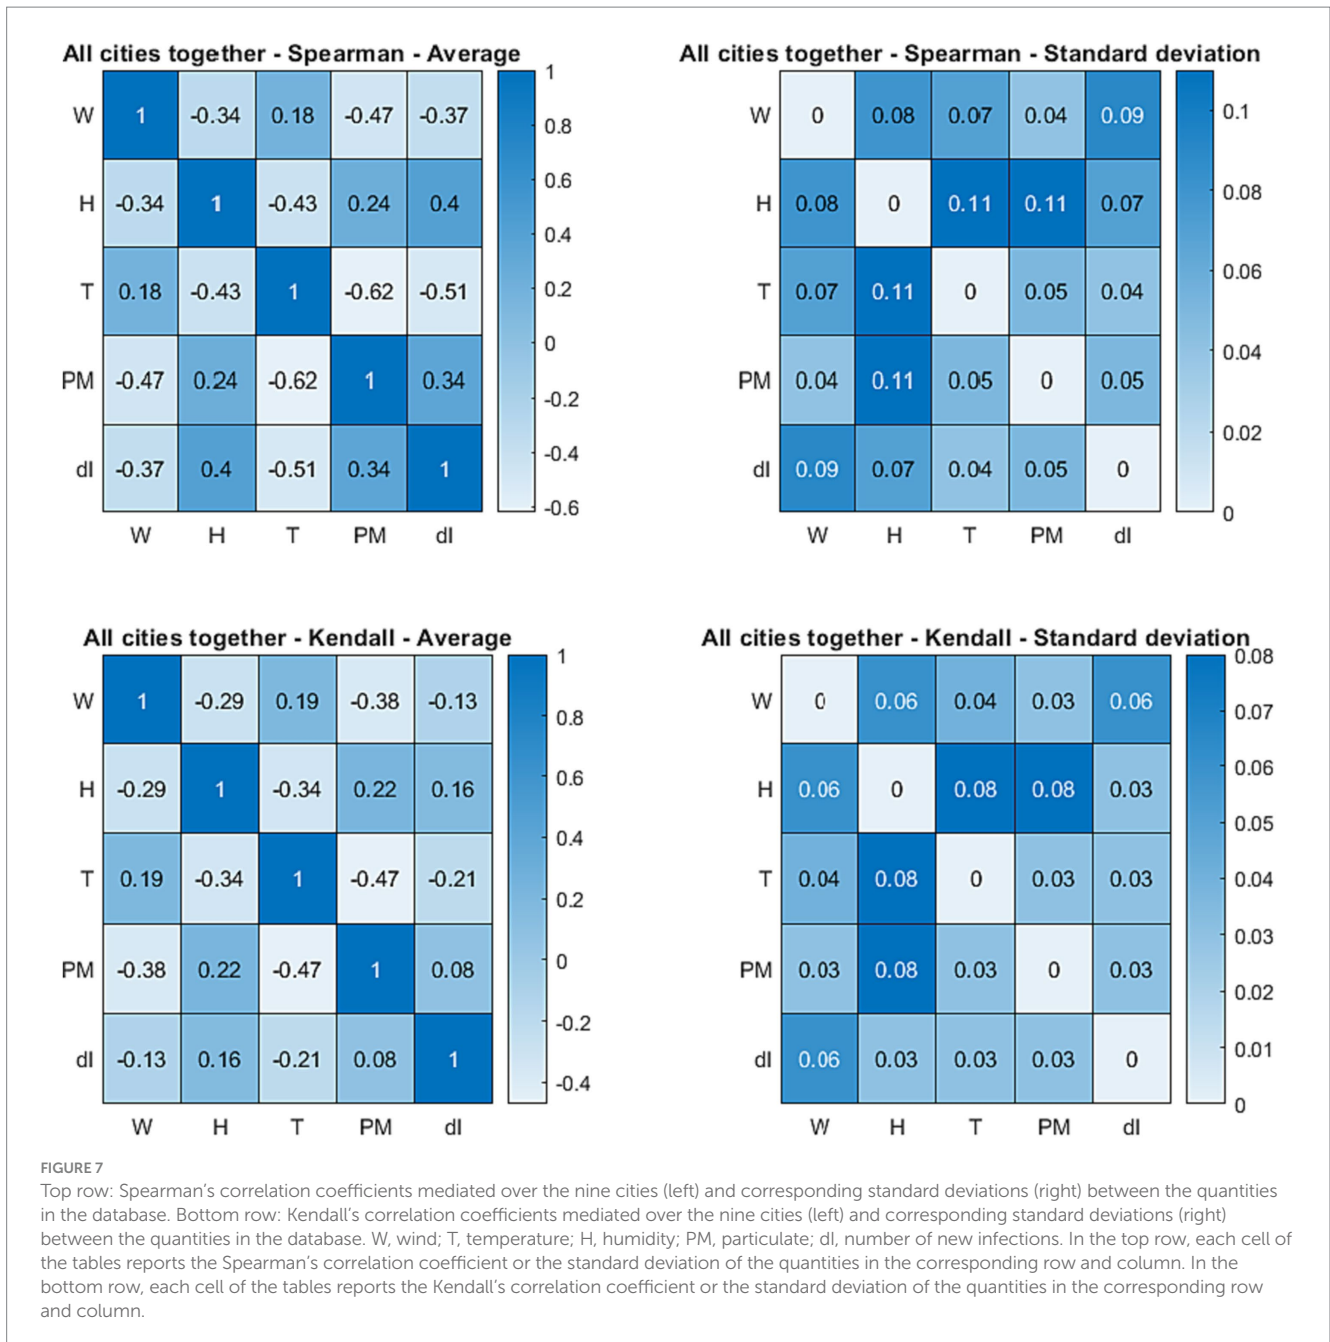 All cities together - Spearman - Average
W 1 -0.34 0.18 -0.47 -0.37
H -0.34 1 -0.43 0.24 0.4
T 0.18 -0.43 1 -0.62 -0.51
PM -0.47 0.24 -0.62 1 0.34
dI -0.37 0.4 -0.51 0.34 1
W H T PM dI
1
0.8
0.6
0.4
0.2
0
-0.2
-0.4
-0.6
All cities together - Spearman - Standard deviation
W 0 0.08 0.07 0.04 0.09
H 0.08 0 0.11 0.11 0.07
T 0.07 0.11 0 0.05 0.04
PM 0.04 0.11 0.05 0 0.05
dI 0.09 0.07 0.04 0.05 0
W H T PM dI
0.1
0.08
0.06
0.04
0.02
0
All cities together - Kendall - Average
W 1 -0.29 0.19 -0.38 -0.13
H -0.29 1 -0.34 0.22 0.16
T 0.19 -0.34 1 -0.47 -0.21
PM -0.38 0.22 -0.47 1 0.08
dI -0.13 0.16 -0.21 0.08 1
W H T PM dI
1
0.8
0.6
0.4
0.2
0
-0.2
-0.4
All cities together - Kendall - Standard deviation
W 0 0.06 0.04 0.03 0.06
H 0.06 0 0.08 0.08 0.03
T 0.04 0.08 0 0.03 0.03
PM 0.03 0.08 0.03 0 0.03
dI 0.06 0.03 0.03 0.03 0
W H T PM dI
0.08
0.07
0.06
0.05
0.04
0.03
0.02
0.01
0
FIGURE 7
Top row: Spearman's correlation coefficients mediated over the nine cities (left) and corresponding standard deviations (right) between the quantities
in the database. Bottom row: Kendall's correlation coefficients mediated over the nine cities (left) and corresponding standard deviations (right)
between the quantities in the database. W, wind; T, temperature; H, humidity; PM, particulate; dI, number of new infections. In the top row, each cell of
the tables reports the Spearman's correlation coefficient or the standard deviation of the quantities in the corresponding row and column. In the
bottom row, each cell of the tables reports the Kendall's correlation coefficient or the standard deviation of the quantities in the corresponding row
and column.